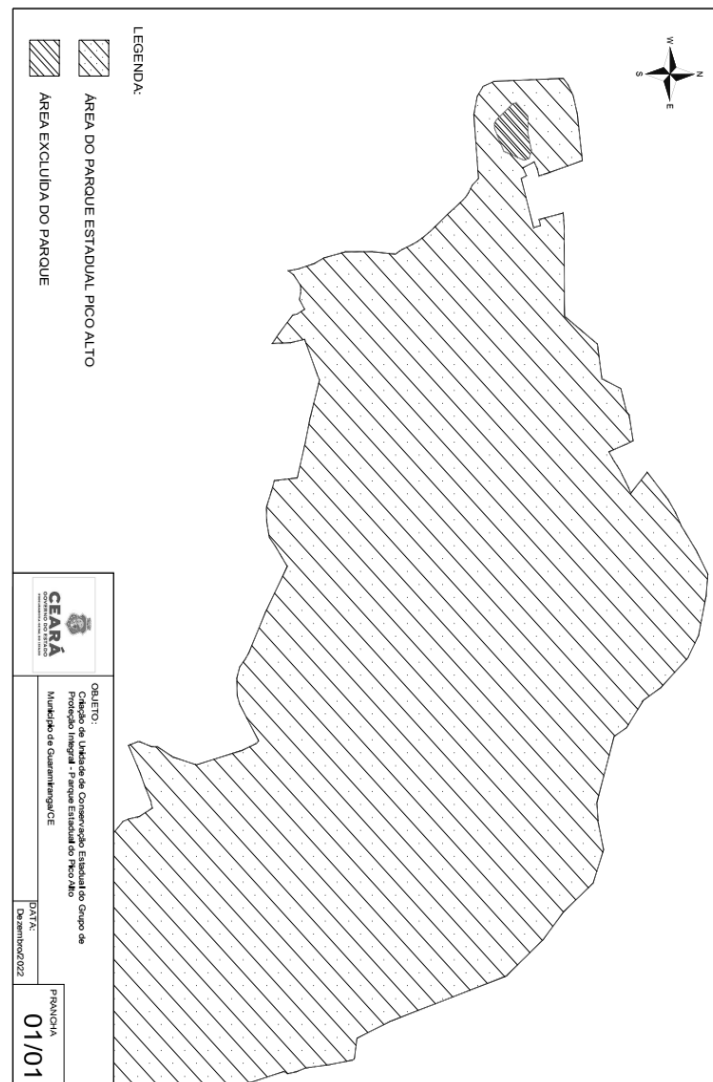 N
S
E
W
LEGENDA:
ÁREA DO PARQUE ESTADUAL PICO ALTO
ÁREA EXCLUÍDA DO PARQUE
CEARÁ
GOVERNO DO ESTADO
OBJETO:
Criação de Unidade de Conservação Estadual do Grupo de
Proteção Integral - Parque Estadual do Pico Alto
Município de Guaramiranga/CE
DATA:
Dezembro/2022
PRANCHA
01/01